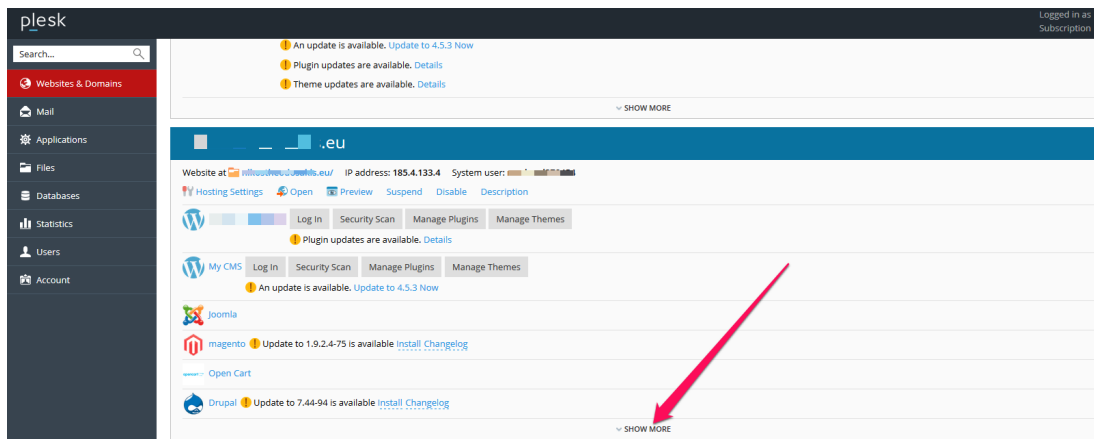 plesk
Logged in as
Subscription
Search...
Websites & Domains
Mail
Applications
Files
Databases
Statistics
Users
Account
An update is available. Update to 4.5.3 Now
Plugin updates are available. Details
Theme updates are available. Details
SHOW MORE
.eu
Website at .eu/ IP address: 185.4.133.4 System user:
Hosting Settings Open Preview Suspend Disable Description
Log In Security Scan Manage Plugins Manage Themes
Plugin updates are available. Details
My CMS Log In Security Scan Manage Plugins Manage Themes
An update is available. Update to 4.5.3 Now
Joomla
magento Update to 1.9.2.4-75 is available Install Changelog
opencart Open Cart
Drupal Update to 7.44-94 is available Install Changelog
SHOW MORE